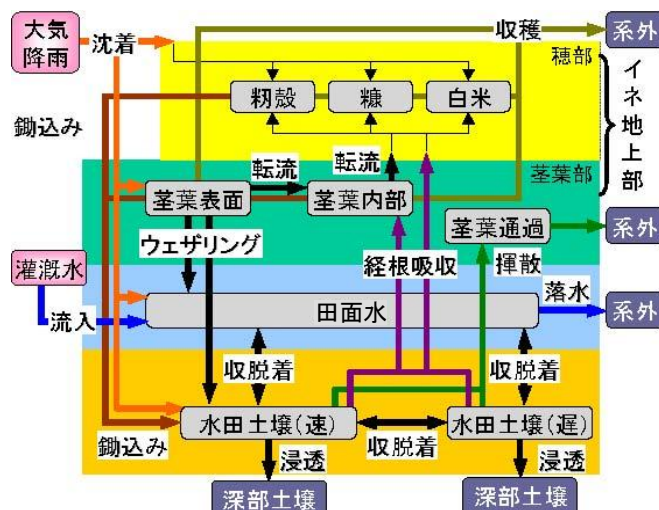 大気
降雨
沈着
収穫
系外
穂部
籾殻
糠
白米
イネ地上部
鋤込み
転流
転流
茎葉部
茎葉表面
茎葉内部
茎葉通過
系外
ウェザリング
経根吸収
揮散
灌漑水
流入
田面水
落水
系外
収脱着
収脱着
水田土壌(速)
水田土壌(遅)
鋤込み
収脱着
浸透
浸透
深部土壌
深部土壌